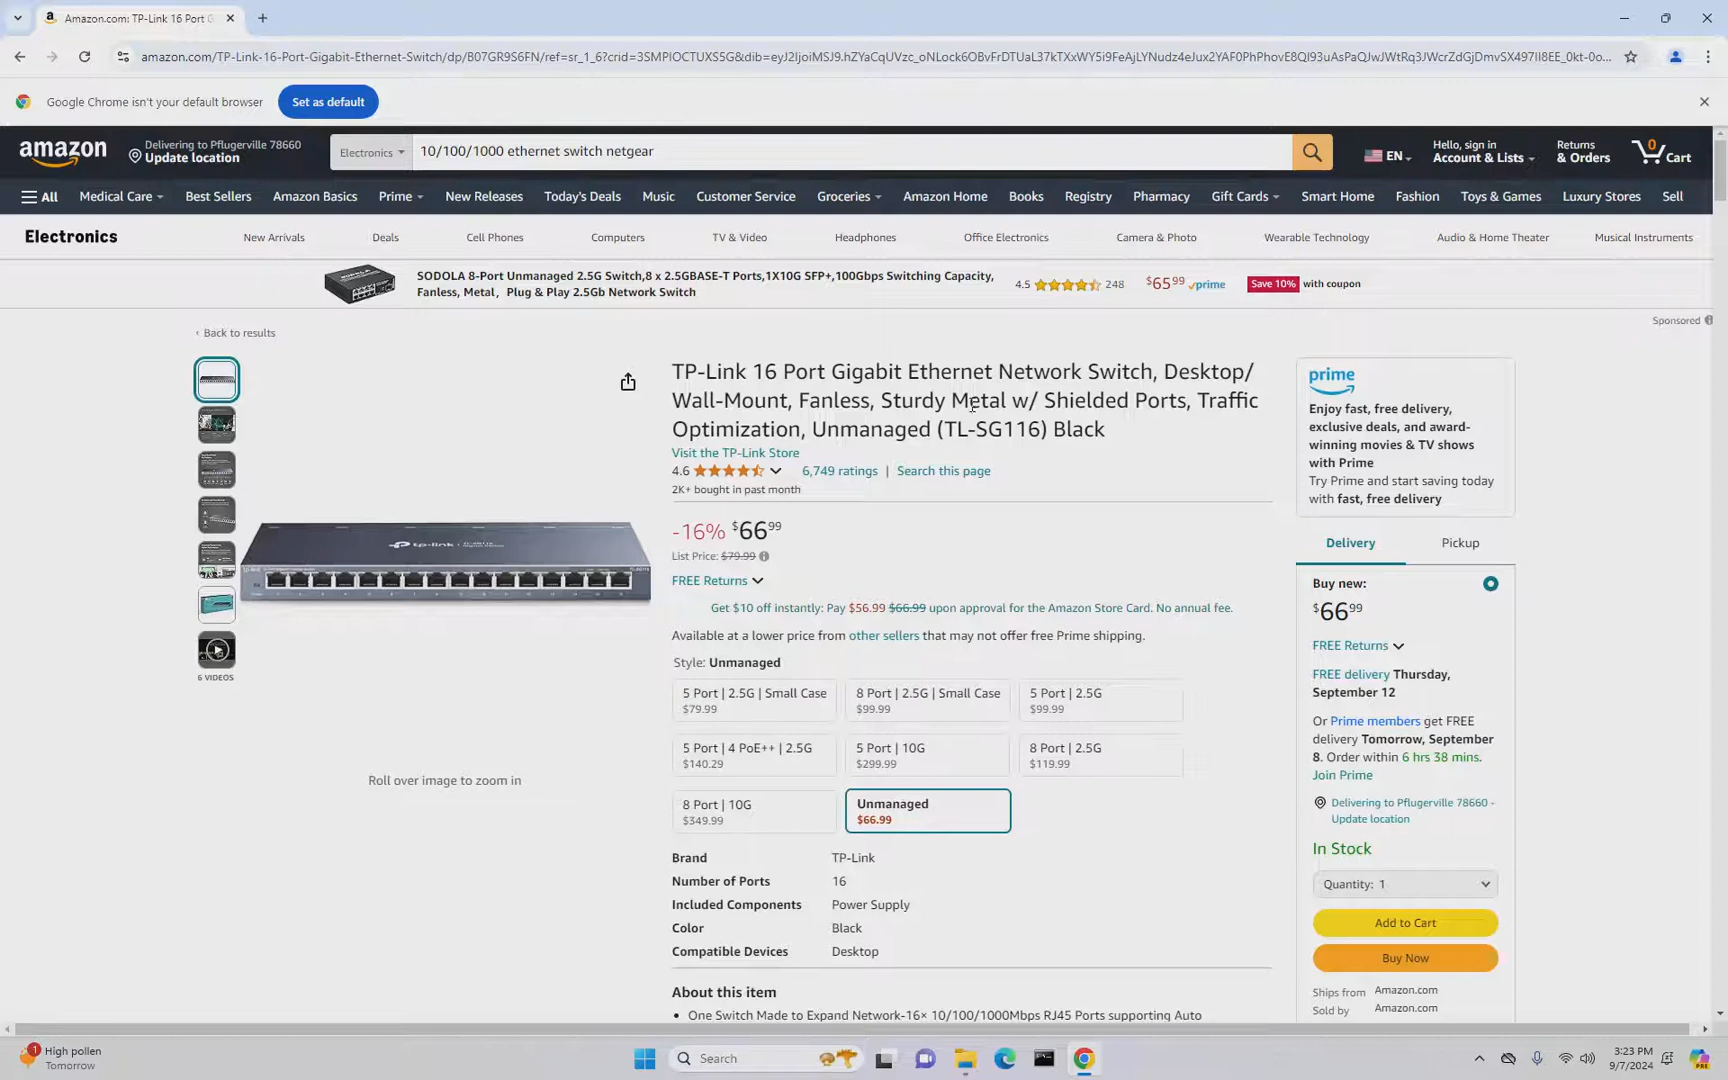 Amazon.com: TP-Link 16 Port G
amazon.com/TP-Link-16-Port-Gigabit-Ethernet-Switch/dp/B07GR9S6FN/ref=sr_1_6?crid=3SMPIOCTUXS5G&dib=
Google Chrome isn't your default browser
Set as default
amazon
Delivering to Pflugerville 78660
Update location
Electronics
10/100/1000 ethernet switch netgear
EN
Hello, sign in
Account & Lists
Returns
& Orders
0
Cart
All
Medical Care
Best Sellers
Amazon Basics
Prime
New Releases
Today's Deals
Music
Customer Service
Groceries
Amazon Home
Books
Registry
Pharmacy
Gift Cards
Smart Home
Fashion
Toys & Games
Luxury Stores
Sell
Electronics
New Arrivals
Deals
Cell Phones
Computers
TV & Video
Headphones
Office Electronics
Camera & Photo
Wearable Technology
Audio & Home Theater
Musical Instruments
SODOLA 8-Port Unmanaged 2.5G Switch,8 x 2.5GBASE-T Ports,1X10G SFP+,100Gbps Switching Capacity,
Fanless, Metal, Plug & Play 2.5Gb Network Switch
4.5
248
$6599
prime
Save 10%
with coupon
Sponsored
‹ Back to results
TP-Link 16 Port Gigabit Ethernet Network Switch, Desktop/
Wall-Mount, Fanless, Sturdy Metal w/ Shielded Ports, Traffic
Optimization, Unmanaged (TL-SG116) Black
Visit the TP-Link Store
4.6
6,749 ratings | Search this page
2K+ bought in past month
-16% $6699
List Price: $79.99
FREE Returns
Get $10 off instantly: Pay $56.99 $66.99 upon approval for the Amazon Store Card. No annual fee.
Available at a lower price from other sellers that may not offer free Prime shipping.
Style: Unmanaged
5 Port | 2.5G | Small Case
$79.99
8 Port | 2.5G | Small Case
$99.99
5 Port | 2.5G
$99.99
5 Port | 4 PoE++ | 2.5G
$140.29
5 Port | 10G
$299.99
8 Port | 2.5G
$119.99
8 Port | 10G
$349.99
Unmanaged
$66.99
Brand TP-Link
Number of Ports 16
Included Components Power Supply
Color Black
Compatible Devices Desktop
About this item
• One Switch Made to Expand Network-16× 10/100/1000Mbps RJ45 Ports supporting Auto
tp-link
6 VIDEOS
Roll over image to zoom in
prime
Enjoy fast, free delivery,
exclusive deals, and award-
winning movies & TV shows
with Prime
Try Prime and start saving today
with fast, free delivery
Delivery
Pickup
Buy new:
$6699
FREE Returns
FREE delivery Thursday,
September 12
Or Prime members get FREE
delivery Tomorrow, September
8. Order within 6 hrs 38 mins.
Join Prime
Delivering to Pflugerville 78660 -
Update location
In Stock
Quantity: 1
Add to Cart
Buy Now
Ships from Amazon.com
Sold by Amazon.com
1
High pollen
Tomorrow
Search
3:23 PM
9/7/2024
PRE